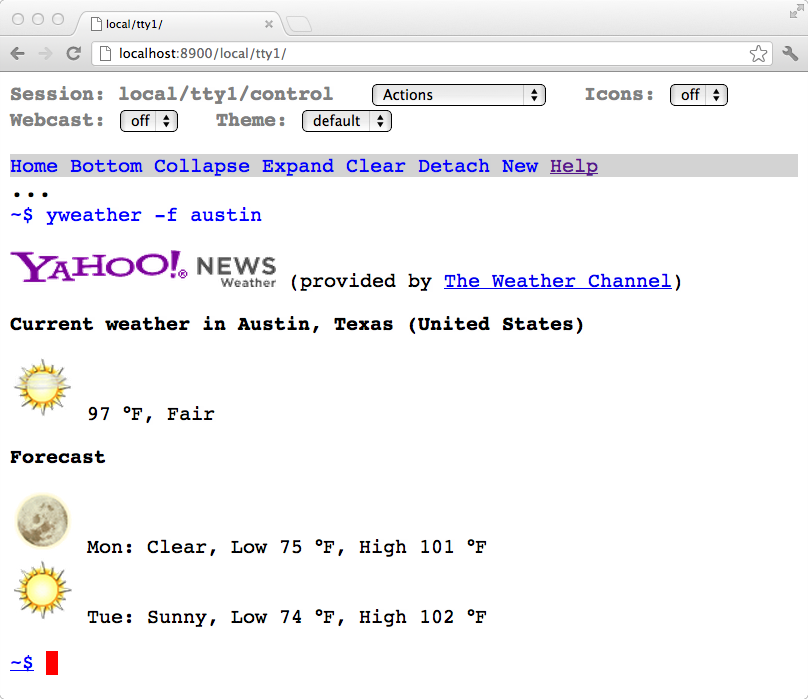 local/tty1/
localhost:8900/local/tty1/
Session: local/tty1/control Actions Icons: off
Webcast: off Theme: default
Home Bottom Collapse Expand Clear Detach New Help
...
~$ yweather -f austin
YAHOO!® NEWS Weather (provided by The Weather Channel)
Current weather in Austin, Texas (United States)
97 °F, Fair
Forecast
Mon: Clear, Low 75 °F, High 101 °F
Tue: Sunny, Low 74 °F, High 102 °F
~$